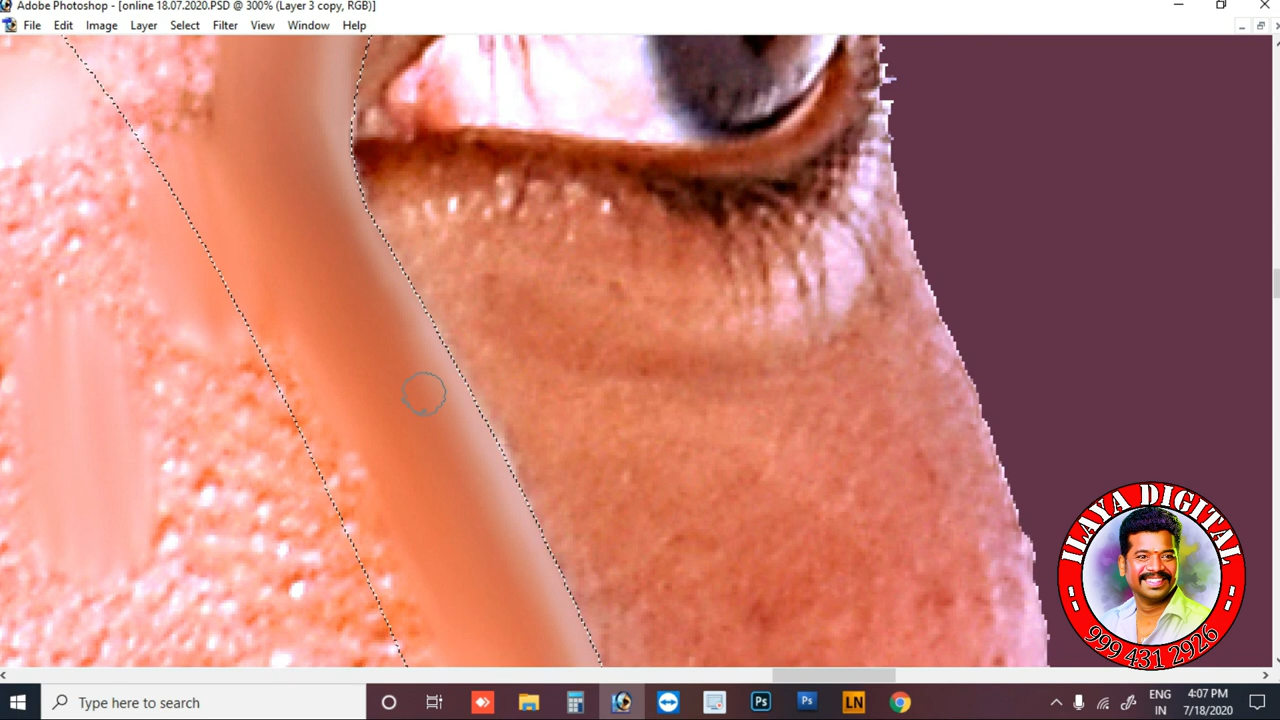 Adobe Photoshop - [online 18.07.2020.PSD @ 300% (Layer 3 copy, RGB)]
File Edit Image Layer Select Filter View Window Help
ILAYA DIGITAL
999 431 2926
Type here to search
Ps
Ps
LN
ENG
IN
4:07 PM
7/18/2020